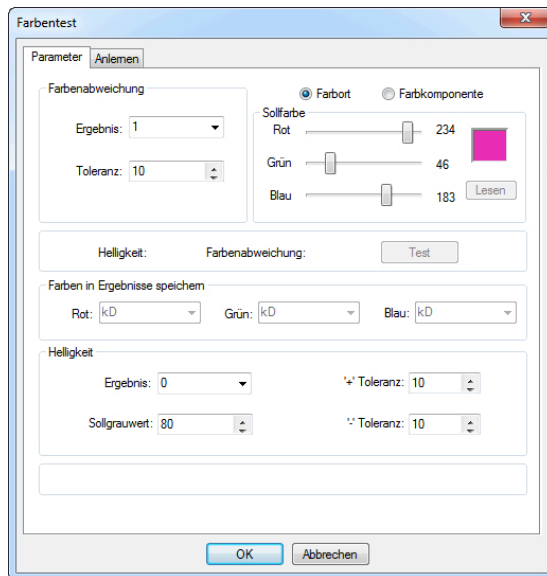 Farbentest
Parameter Anlernen
Farbenabweichung
Ergebnis: 1
Toleranz: 10
Farbort Farbkomponente
Sollfarbe
Rot 234
Grün 46
Blau 183
Lesen
Helligkeit: Farbenabweichung: Test
Farben in Ergebnisse speichern
Rot: kD Grün: kD Blau: kD
Helligkeit
Ergebnis: 0 '+' Toleranz: 10
Sollgrauwert: 80 '-' Toleranz: 10
OK Abbrechen